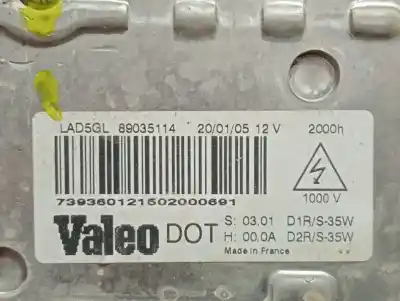 LAD5GL 89035114 20/01/05 12 V 2000h
739360121502000691
1000 V
Valeo DOT S: 03.01 D1R/S-35W
H: 00.0A D2R/S-35W
Made in France